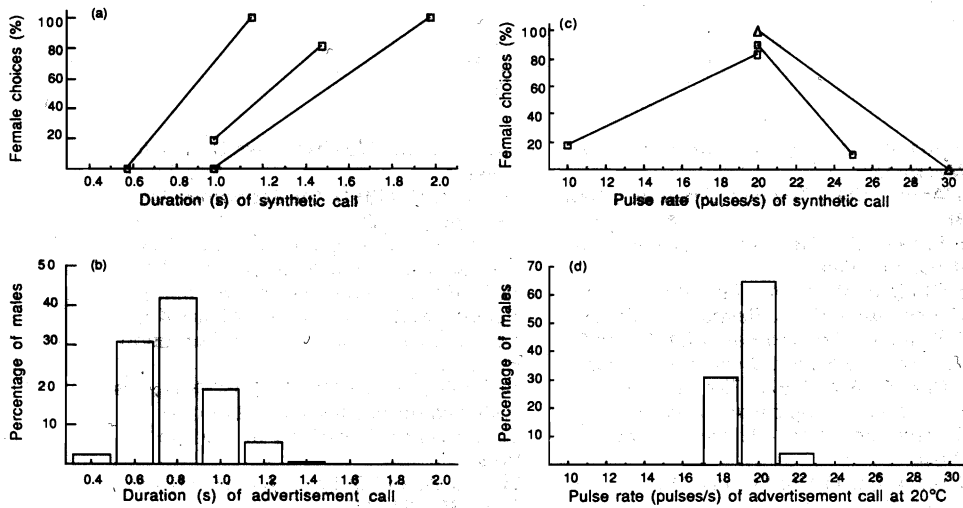 (a)
Female choices (%)
100
80
60
40
20
0.4 0.6 0.8 1.0 1.2 1.4 1.6 1.8 2.0
Duration (s) of synthetic call
(c)
Female choices (%)
100
80
60
40
20
10 12 14 16 18 20 22 24 26 28 30
Pulse rate (pulses/s) of synthetic call
(b)
Percentage of males
50
40
30
20
10
0.4 0.6 0.8 1.0 1.2 1.4 1.6 1.8 2.0
Duration (s) of advertisement call
(d)
Percentage of males
70
60
50
40
30
20
10
10 12 14 16 18 20 22 24 26 28 30
Pulse rate (pulses/s) of advertisement call at 20°C